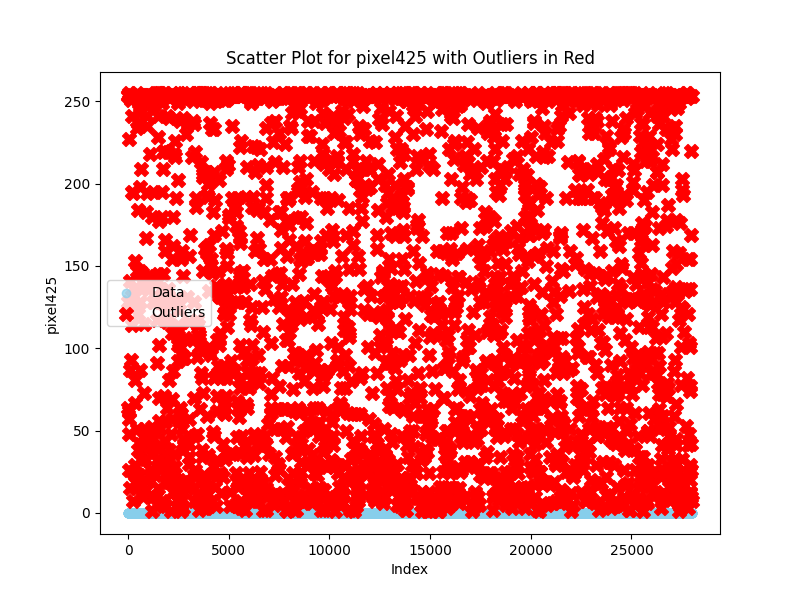 Scatter Plot for pixel425 with Outliers in Red
250
200
150
100
50
0
pixel425
Data
Outliers
0 5000 10000 15000 20000 25000
Index